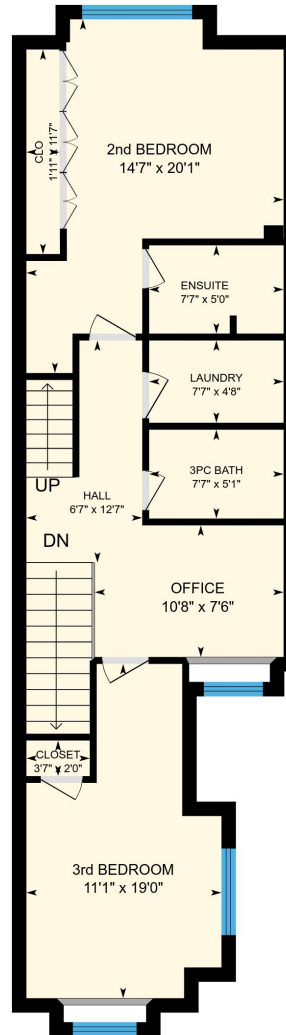 2nd BEDROOM
14'7" x 20'1"
CLO
1'11" x 11'7"
ENSUITE
7'7" x 5'0"
LAUNDRY
7'7" x 4'8"
3PC BATH
7'7" x 5'1"
UP
HALL
6'7" x 12'7"
DN
OFFICE
10'8" x 7'6"
CLOSET
3'7" x 2'0"
3rd BEDROOM
11'1" x 19'0"